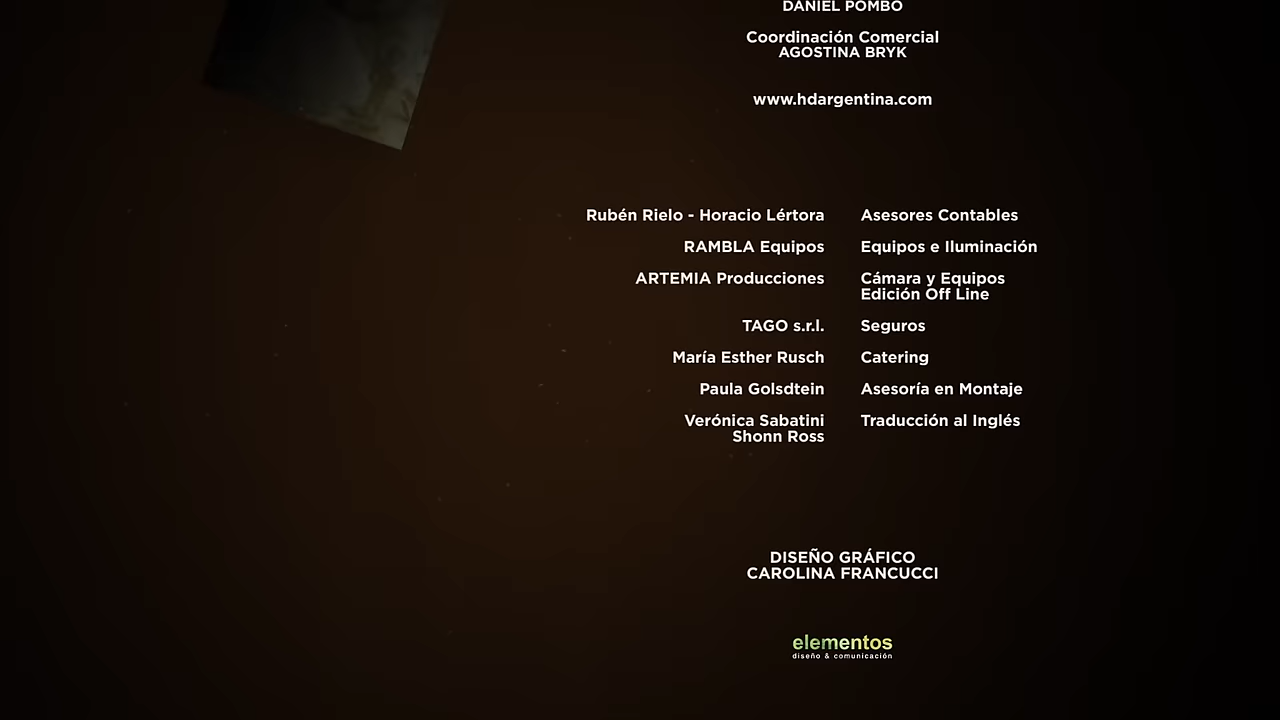 DANIEL POMBO
Coordinación Comercial
AGOSTINA BRYK
www.hdargentina.com
Rubén Rielo - Horacio Lértora Asesores Contables
RAMBLA Equipos Equipos e Iluminación
ARTEMIA Producciones Cámara y Equipos
Edición Off Line
TAGO s.r.l. Seguros
María Esther Rusch Catering
Paula Golsdtein Asesoría en Montaje
Verónica Sabatini Traducción al Inglés
Shonn Ross
DISEÑO GRÁFICO
CAROLINA FRANCUCCI
elementos
diseño & comunicación